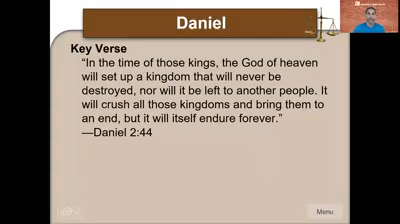 Daniel
Key Verse
“In the time of those kings, the God of heaven
will set up a kingdom that will never be
destroyed, nor will it be left to another people. It
will crush all those kingdoms and bring them to
an end, but it will itself endure forever.”
—Daniel 2:44
Menu